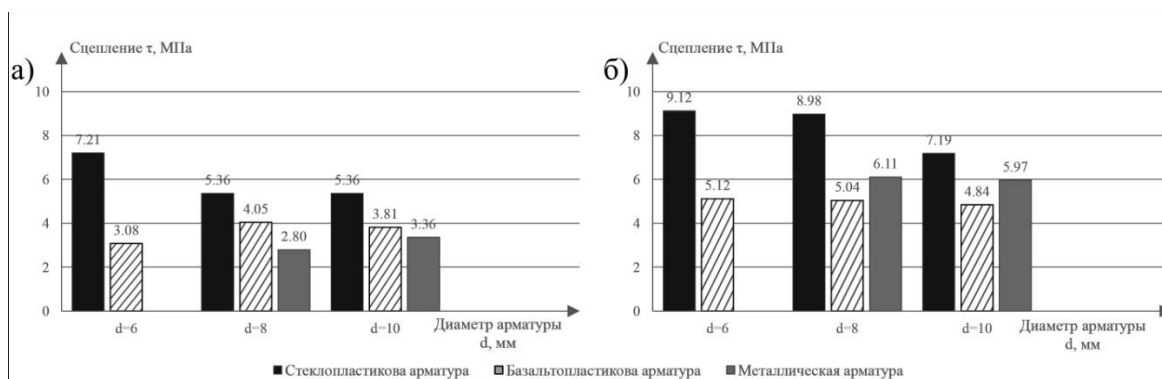 а)
Сцепление τ, МПа
10
8
6
4
2
0
7.21
3.08
5.36
4.05
2.80
5.36
3.81
3.36
d=6
d=8
d=10
Диаметр арматуры
d, мм
б)
Сцепление τ, МПа
10
8
6
4
2
0
9.12
5.12
8.98
5.04
6.11
7.19
4.84
5.97
d=6
d=8
d=10
Диаметр арматуры
d, мм
Стеклопластикова арматура Базальтопластикова арматура Металлическая арматура